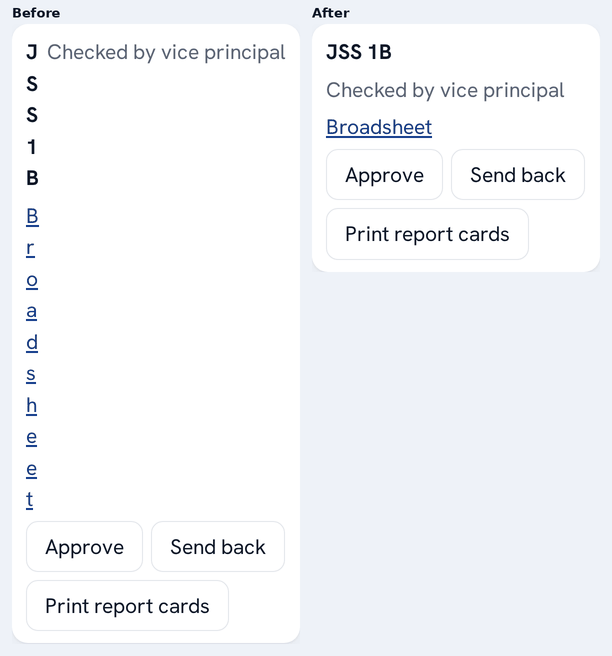 Before
J Checked by vice principal
S
S
1
B
B
r
o
a
d
s
h
e
e
t
Approve Send back
Print report cards
After
JSS 1B
Checked by vice principal
Broadsheet
Approve Send back
Print report cards